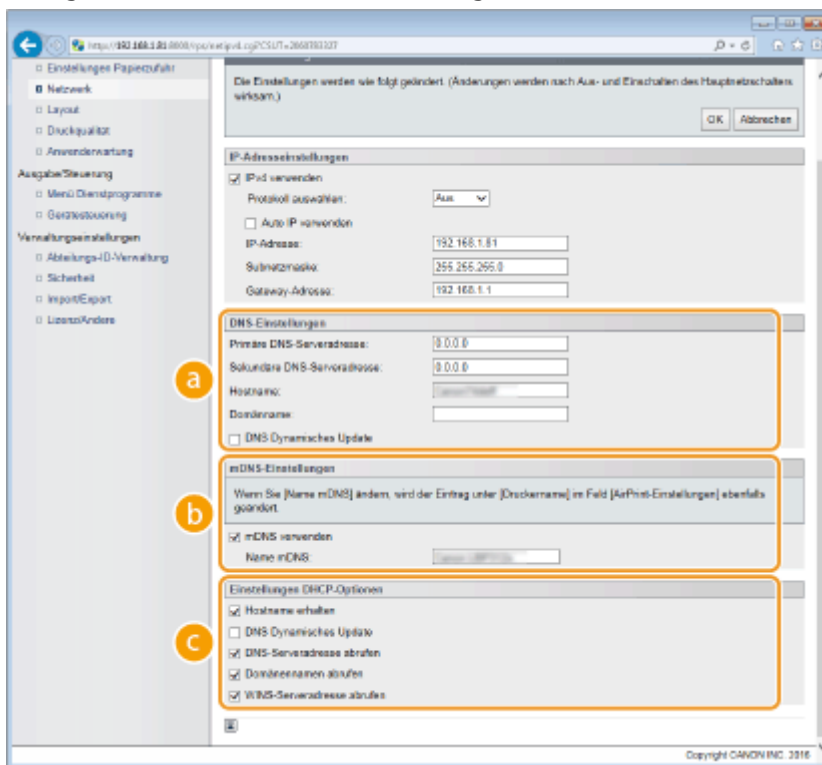 http://192.168.1.81:8000/rps/netipv4.cgi?CSUT=2068783327
Einstellungen Papierzufuhr
Netzwerk
Layout
Druckqualität
Anwenderwartung
Ausgabe/Steuerung
Menü Dienstprogramme
Gerätesteuerung
Verwaltungseinstellungen
Abteilungs-ID-Verwaltung
Sicherheit
Import/Export
Lizenz/Andere
Die Einstellungen werden wie folgt geändert. (Änderungen werden nach Aus- und Einschalten des Hauptnetzschalters
wirksam.)
OK Abbrechen
IP-Adresseinstellungen
IPv4 verwenden
Protokoll auswählen: Aus
Auto IP verwenden
IP-Adresse: 192.168.1.81
Subnetzmaske: 255.255.255.0
Gateway-Adresse: 192.168.1.1
a
DNS-Einstellungen
Primäre DNS-Serveradresse: 0.0.0.0
Sekundäre DNS-Serveradresse: 0.0.0.0
Hostname:
Domänname:
DNS Dynamisches Update
b
mDNS-Einstellungen
Wenn Sie [Name mDNS] ändern, wird der Eintrag unter [Druckername] im Feld [AirPrint-Einstellungen] ebenfalls
geändert.
mDNS verwenden
Name mDNS:
c
Einstellungen DHCP-Optionen
Hostname erhalten
DNS Dynamisches Update
DNS-Serveradresse abrufen
Domänennamen abrufen
WINS-Serveradresse abrufen
Copyright CANON INC. 2016